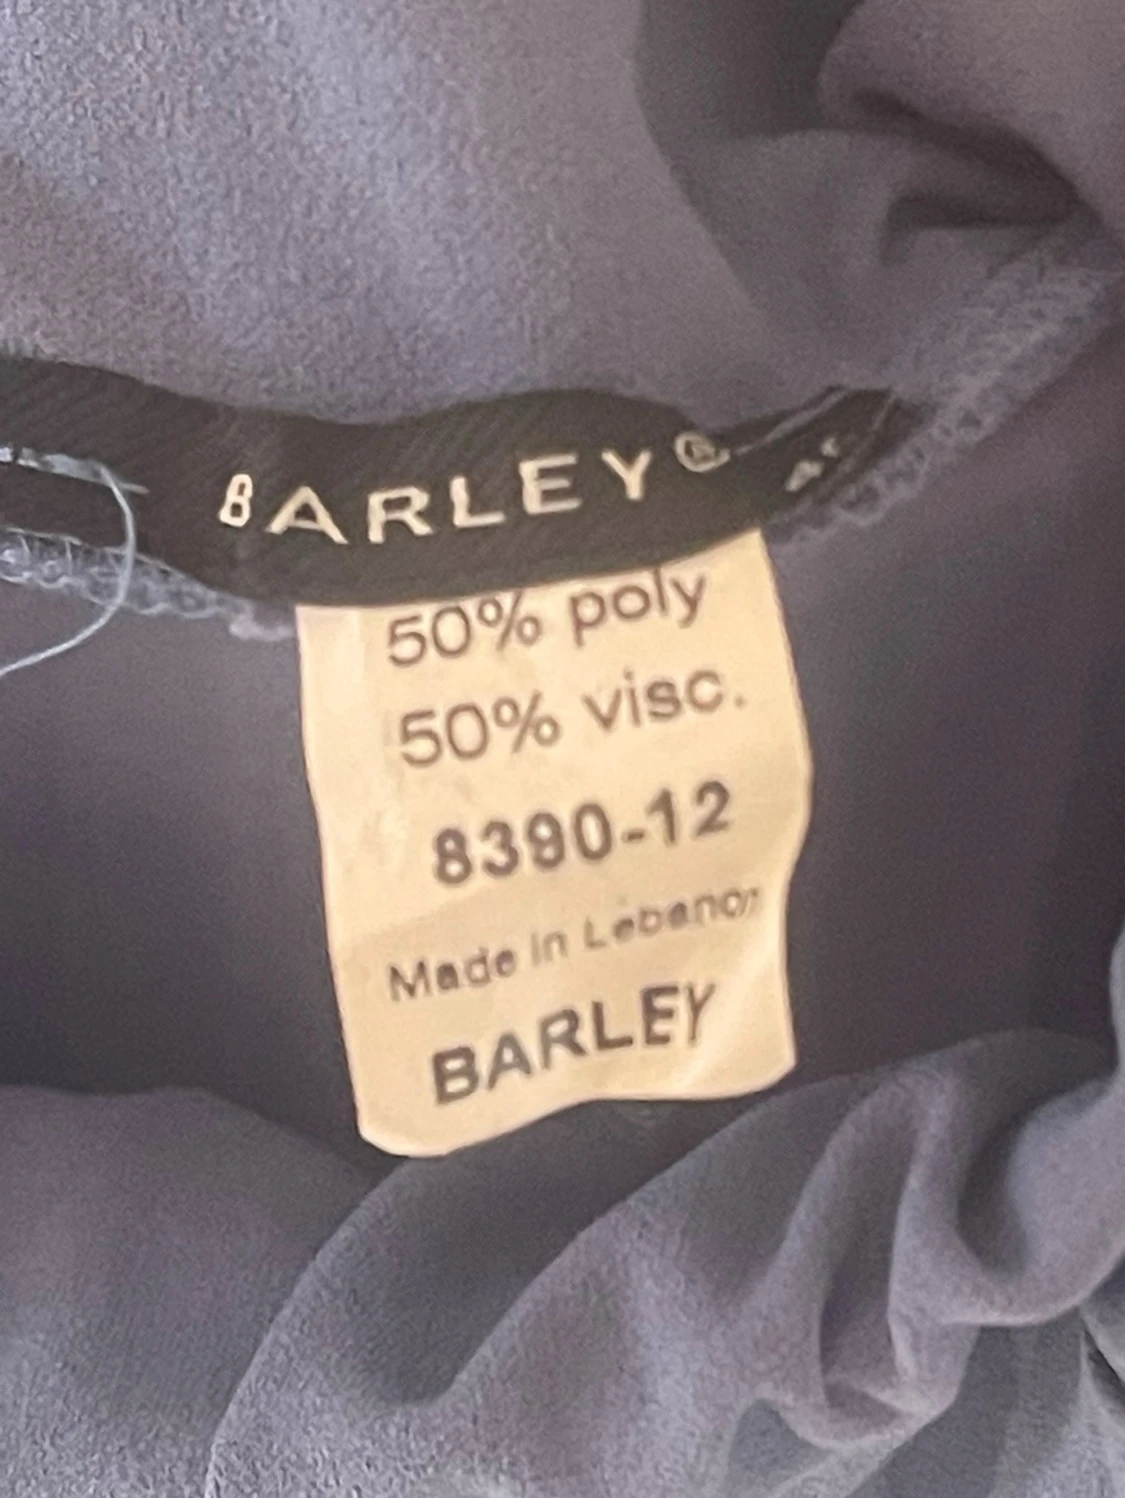 BARLEY®
50% poly
50% visc.
8390-12
Made in Lebanon
BARLEY